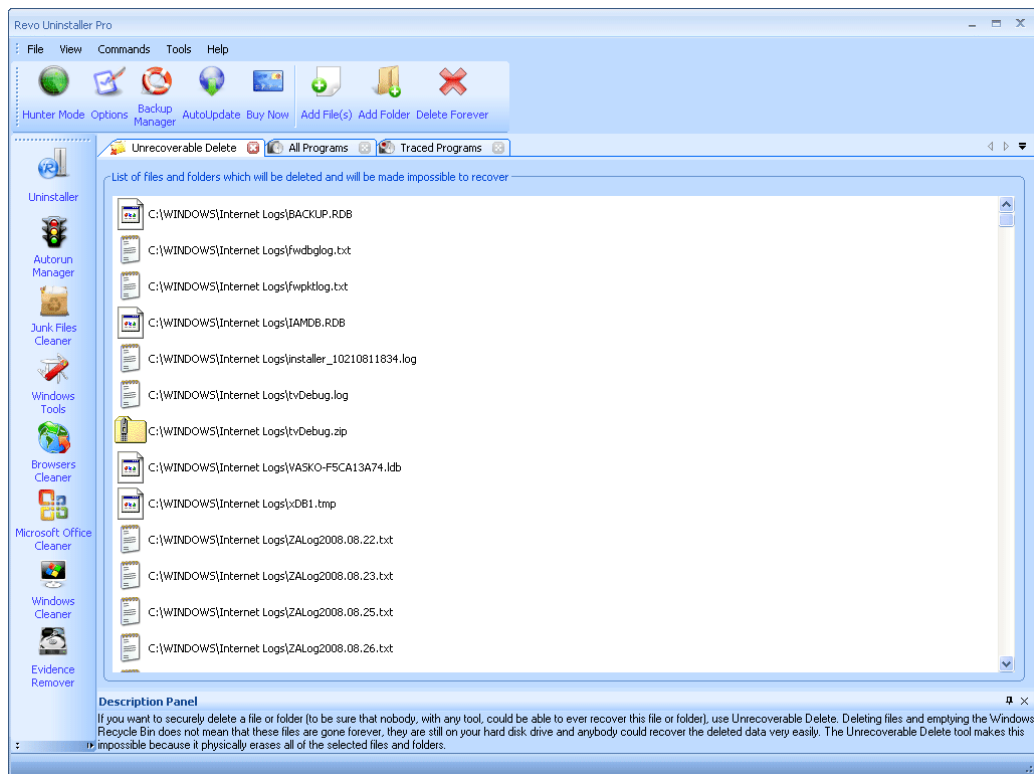 Revo Uninstaller Pro
File View Commands Tools Help
Hunter Mode Options Backup Manager AutoUpdate Buy Now Add File(s) Add Folder Delete Forever
Unrecoverable Delete All Programs Traced Programs
Uninstaller
Autorun
Manager
Junk Files
Cleaner
Windows
Tools
Browsers
Cleaner
Microsoft Office
Cleaner
Windows
Cleaner
Evidence
Remover
List of files and folders which will be deleted and will be made impossible to recover
C:\WINDOWS\Internet Logs\BACKUP.RDB
C:\WINDOWS\Internet Logs\fwdbglog.txt
C:\WINDOWS\Internet Logs\fwpktlog.txt
C:\WINDOWS\Internet Logs\IAMDB.RDB
C:\WINDOWS\Internet Logs\installer_10210811834.log
C:\WINDOWS\Internet Logs\tvDebug.log
C:\WINDOWS\Internet Logs\tvDebug.zip
C:\WINDOWS\Internet Logs\VASKO-F5CA13A74.ldb
C:\WINDOWS\Internet Logs\xDB1.tmp
C:\WINDOWS\Internet Logs\ZALog2008.08.22.txt
C:\WINDOWS\Internet Logs\ZALog2008.08.23.txt
C:\WINDOWS\Internet Logs\ZALog2008.08.25.txt
C:\WINDOWS\Internet Logs\ZALog2008.08.26.txt
Description Panel
If you want to securely delete a file or folder (to be sure that nobody, with any tool, could be able to ever recover this file or folder), use Unrecoverable Delete. Deleting files and emptying the Windows
Recycle Bin does not mean that these files are gone forever, they are still on your hard disk drive and anybody could recover the deleted data very easily. The Unrecoverable Delete tool makes this
impossible because it physically erases all of the selected files and folders.